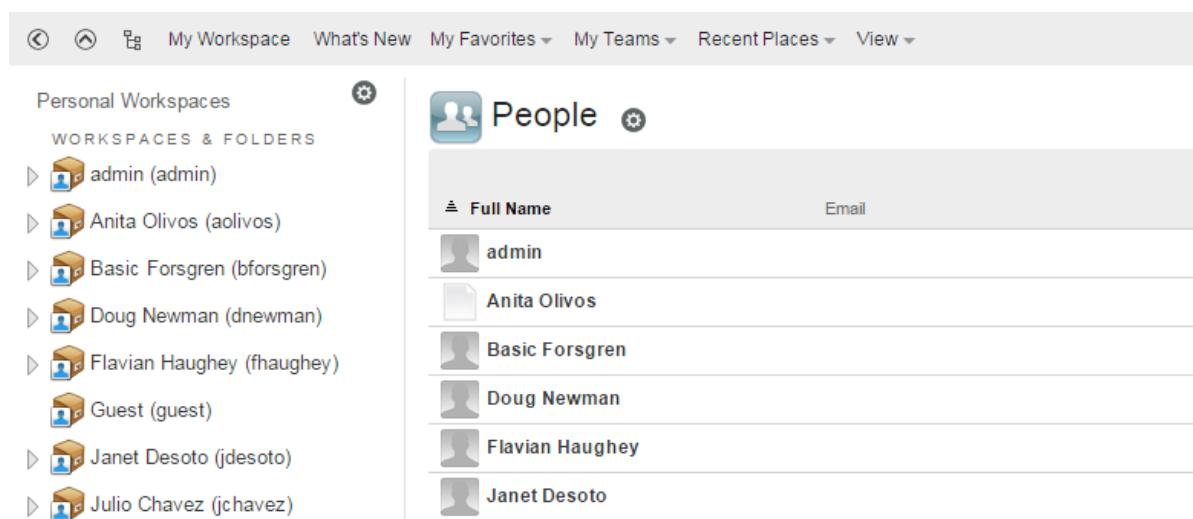 My Workspace What's New My Favorites My Teams Recent Places View
Personal Workspaces
WORKSPACES & FOLDERS
admin (admin)
Anita Olivos (aolivos)
Basic Forsgren (bforsgren)
Doug Newman (dnewman)
Flavian Haughey (fhaughey)
Guest (guest)
Janet Desoto (jdesoto)
Julio Chavez (jchavez)
People
Full Name Email
admin
Anita Olivos
Basic Forsgren
Doug Newman
Flavian Haughey
Janet Desoto